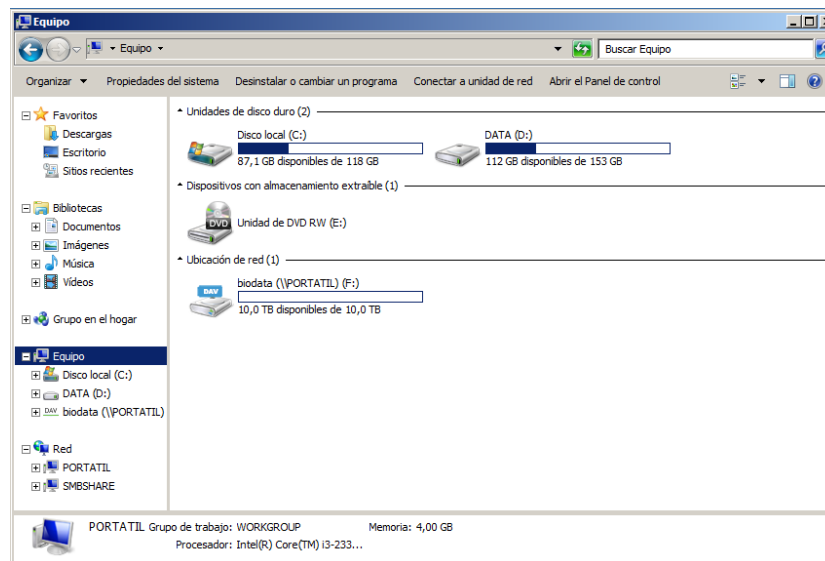 Equipo
Equipo
Buscar Equipo
Organizar Propiedades del sistema Desinstalar o cambiar un programa Conectar a unidad de red Abrir el Panel de control
Favoritos
Descargas
Escritorio
Sitios recientes
Bibliotecas
Documentos
Imágenes
Música
Vídeos
Grupo en el hogar
Equipo
Disco local (C:)
DATA (D:)
DAV biodata (\\PORTATIL)
Red
PORTATIL
SMBSHARE
Unidades de disco duro (2)
Disco local (C:)
87,1 GB disponibles de 118 GB
DATA (D:)
112 GB disponibles de 153 GB
Dispositivos con almacenamiento extraíble (1)
DVD
Unidad de DVD RW (E:)
Ubicación de red (1)
DAV
biodata (\\PORTATIL) (F:)
10,0 TB disponibles de 10,0 TB
PORTATIL Grupo de trabajo: WORKGROUP Memoria: 4,00 GB
Procesador: Intel(R) Core(TM) i3-233...